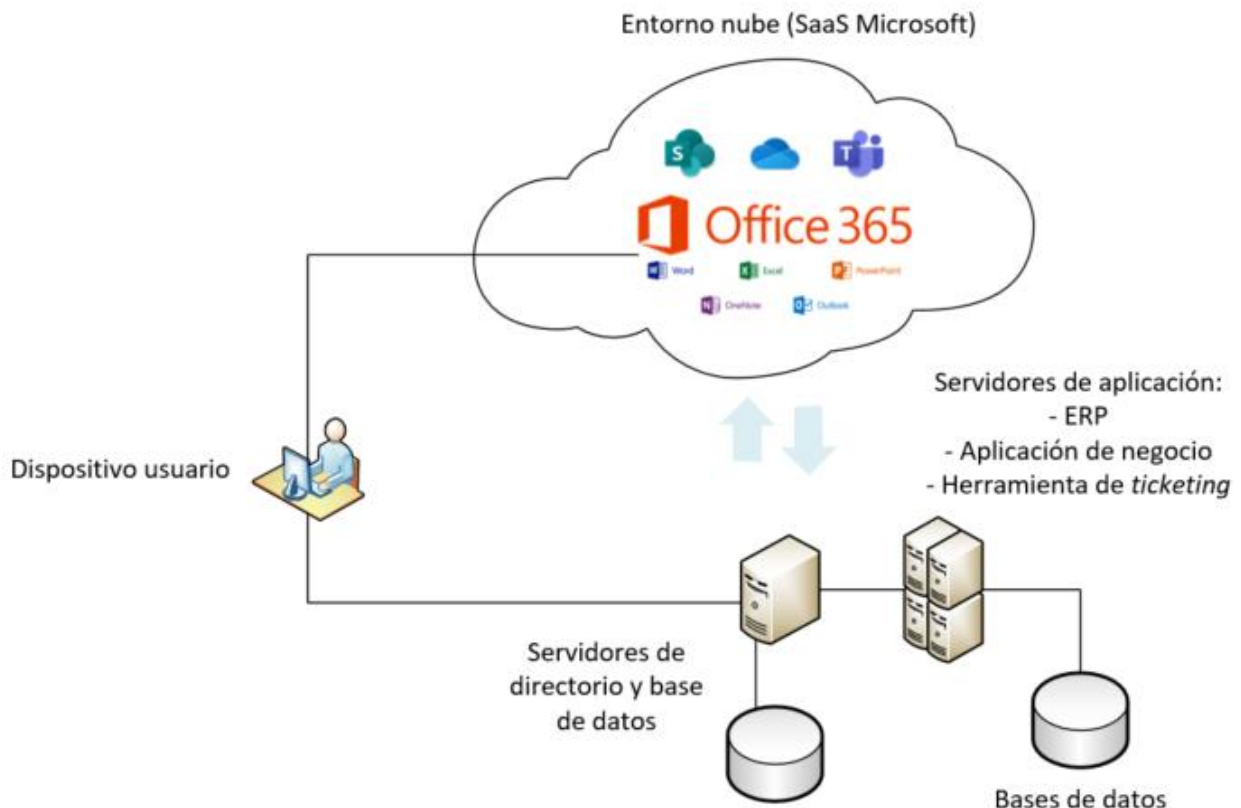 Entorno nube (SaaS Microsoft)
S
T
Office 365
W Word
X Excel
P PowerPoint
N OneNote
O Outlook
Servidores de aplicación:
- ERP
- Aplicación de negocio
- Herramienta de ticketing
Dispositivo usuario
Servidores de
directorio y base
de datos
Bases de datos